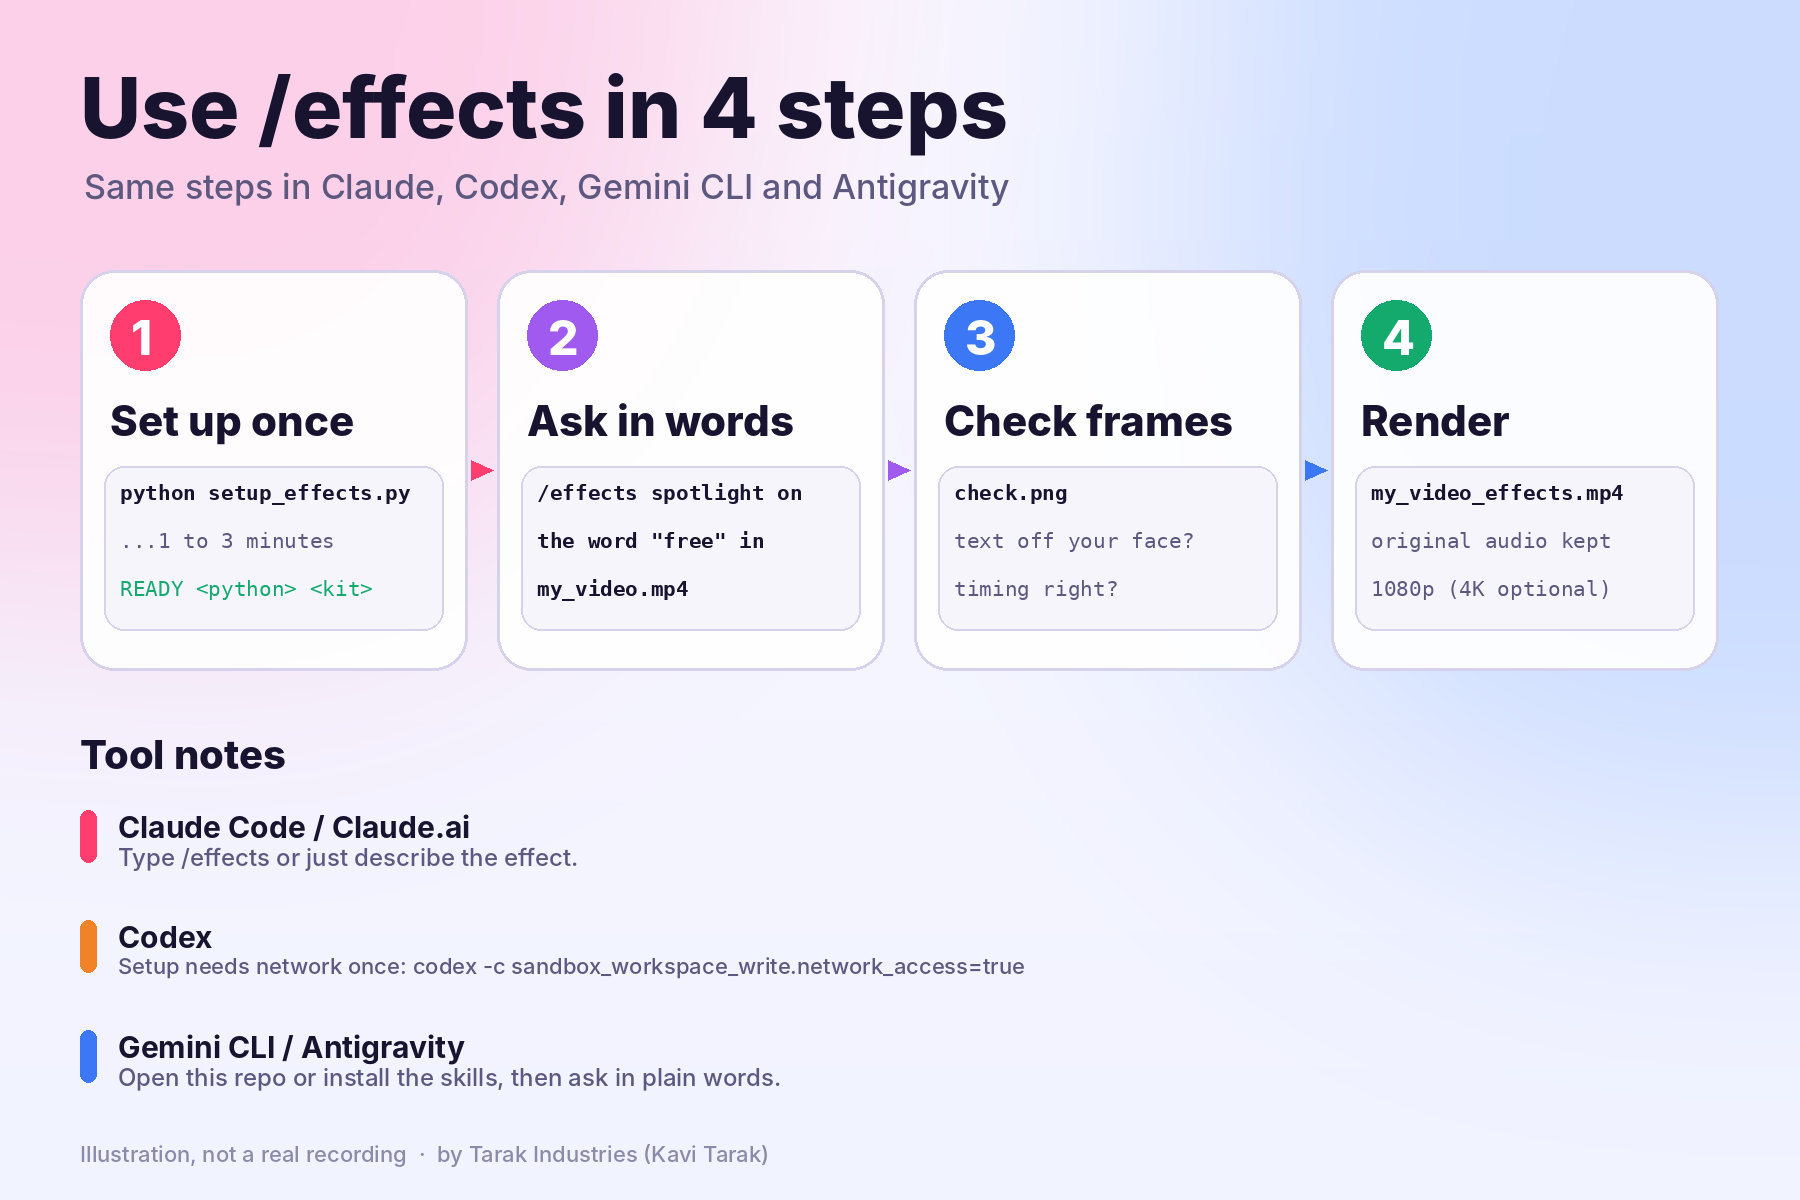 Use /effects in 4 steps
Same steps in Claude, Codex, Gemini CLI and Antigravity
1
Set up once
python setup_effects.py
...1 to 3 minutes
READY <python> <kit>
2
Ask in words
/effects spotlight on
the word "free" in
my_video.mp4
3
Check frames
check.png
text off your face?
timing right?
4
Render
my_video_effects.mp4
original audio kept
1080p (4K optional)
Tool notes
Claude Code / Claude.ai
Type /effects or just describe the effect.
Codex
Setup needs network once: codex -c sandbox_workspace_write.network_access=true
Gemini CLI / Antigravity
Open this repo or install the skills, then ask in plain words.
Illustration, not a real recording · by Tarak Industries (Kavi Tarak)